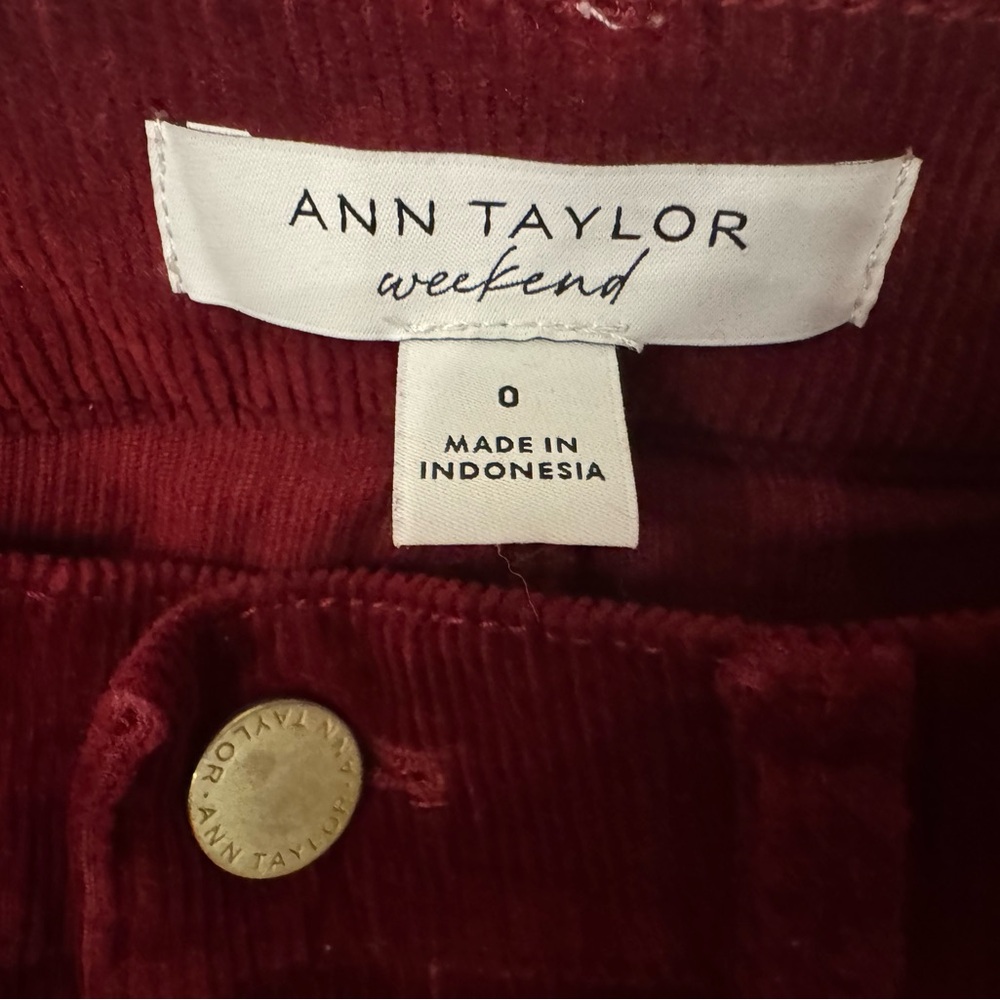 ANN TAYLOR
weekend
0
MADE IN
INDONESIA
ANN TAYLOR · ANN TAYLOR ·